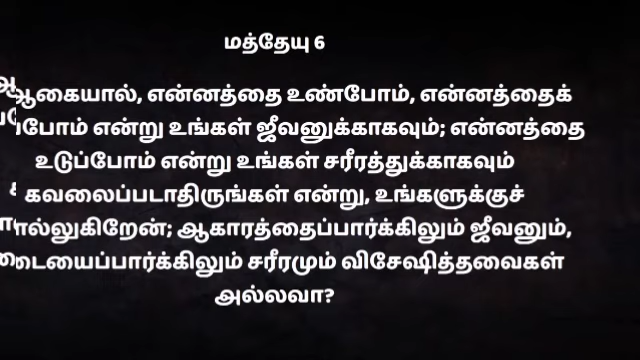 மத்தேயு 6
ஆகையால், என்னத்தை உண்போம், என்னத்தைக்
என்று உங்கள் ஜீவனுக்காகவும்; என்னத்தை
உடுப்போம் என்று உங்கள் சரீரத்துக்காகவும்
கவலைப்படாதிருங்கள் என்று, உங்களுக்குச்
ஆகாரத்தைப்பார்க்கிலும் ஜீவனும்,
சரீரமும் விசேஷித்தவைகள்
அல்லவா?